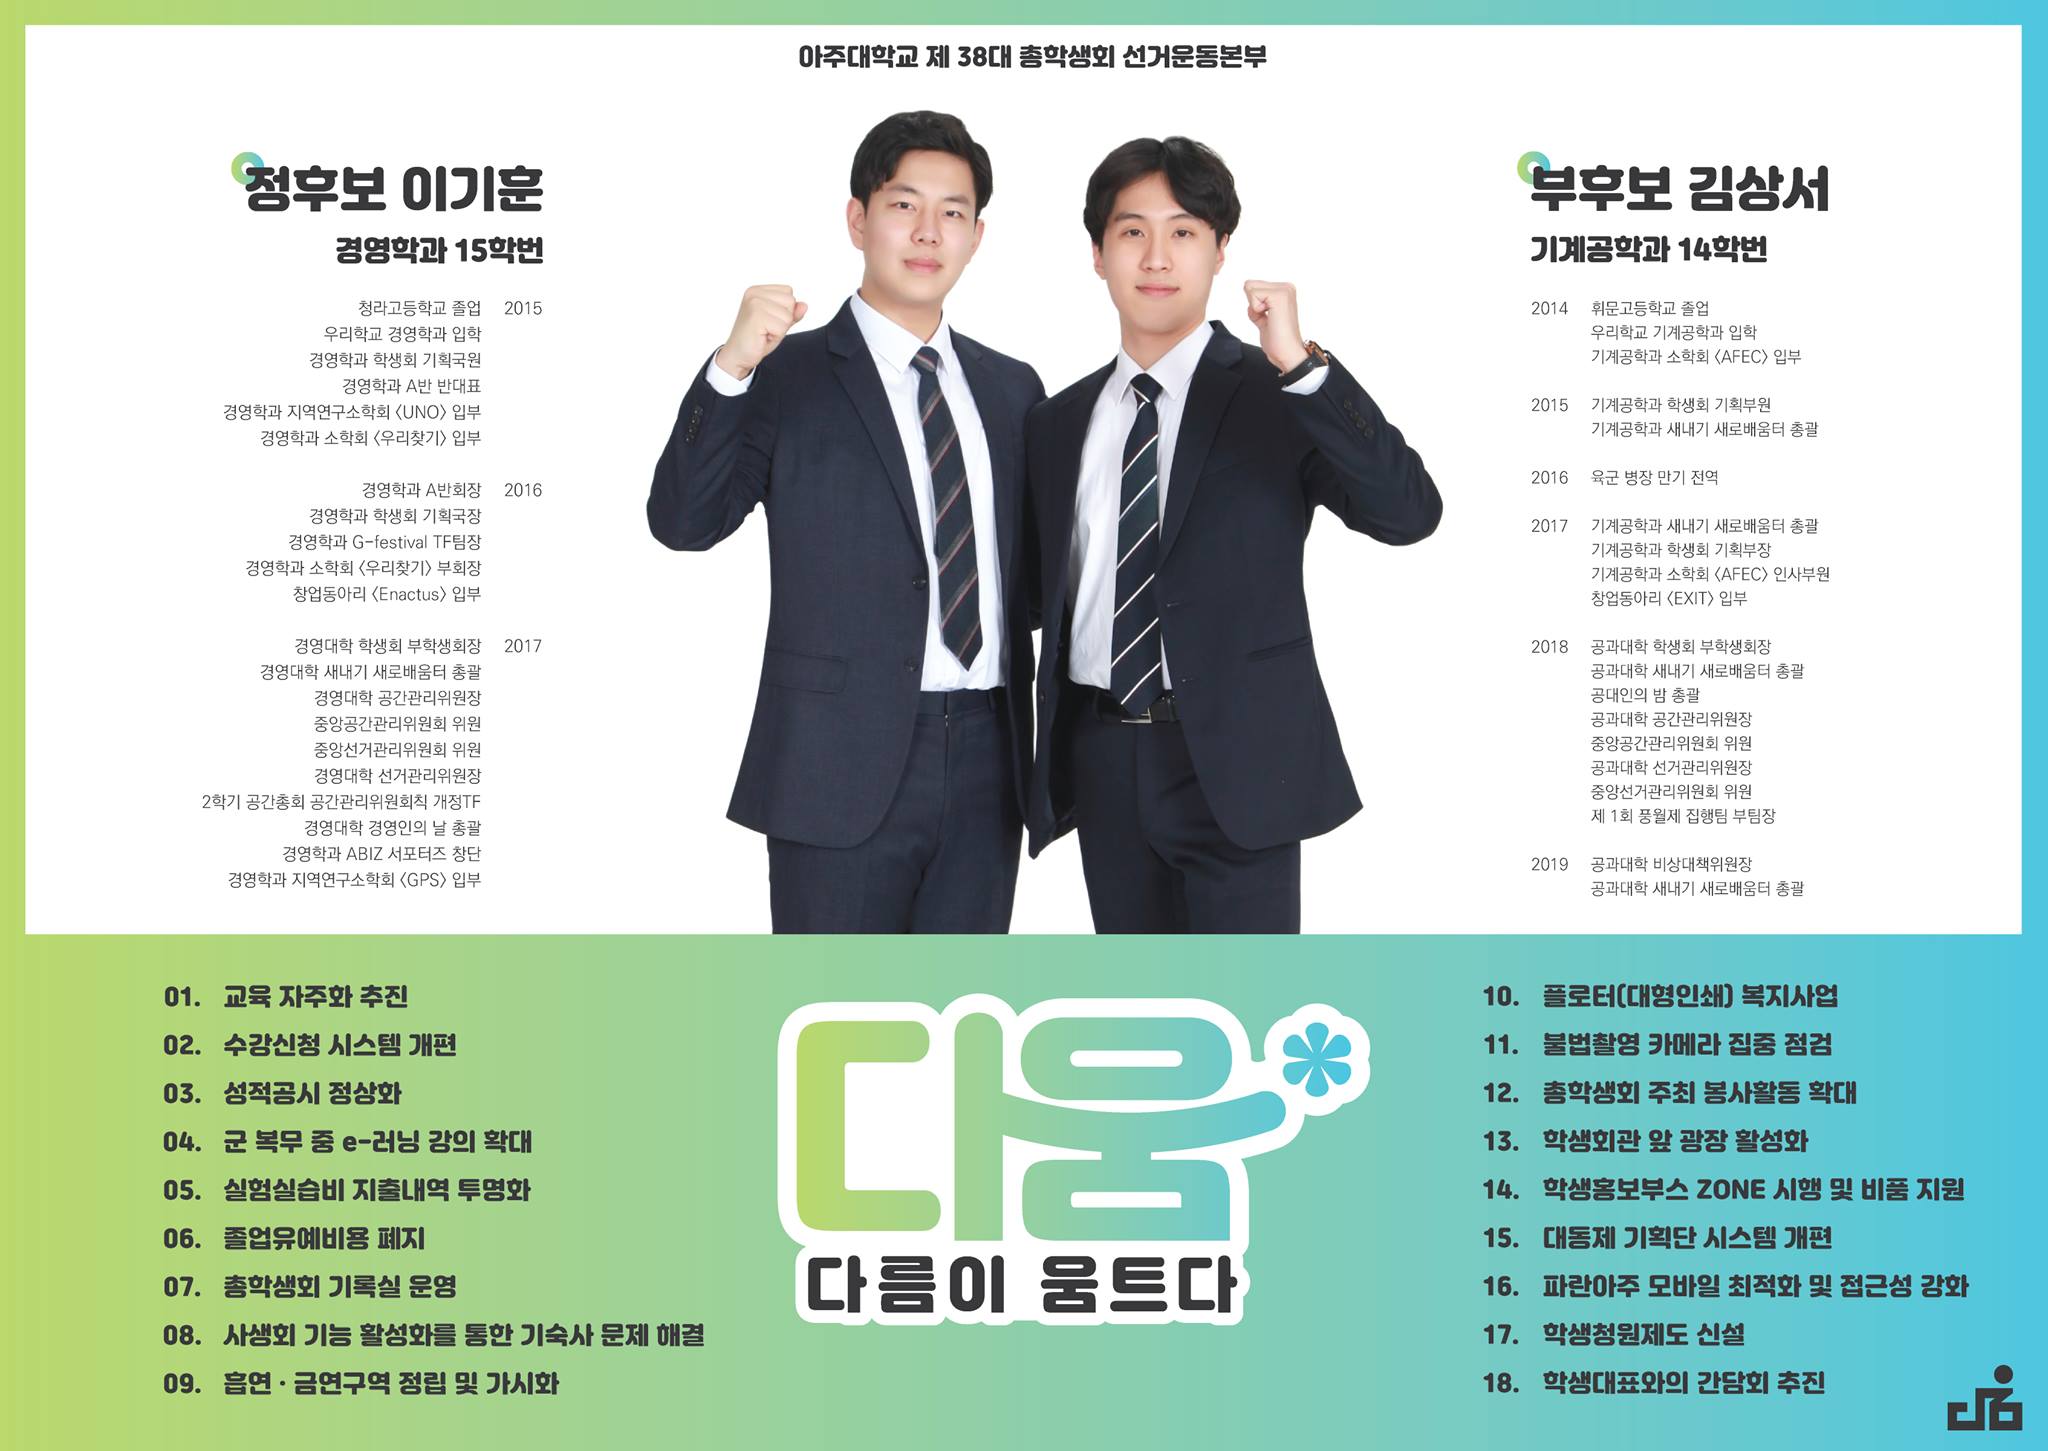 아주대학교 제 38대 총학생회 선거운동본부
정후보 이기훈
경영학과 15학번
청라고등학교 졸업 2015
우리학교 경영학과 입학
경영학과 학생회 기획국원
경영학과 A반 반대표
경영학과 지역연구소학회 〈UNO〉 입부
경영학과 소학회 〈우리찾기〉 입부
경영학과 A반회장 2016
경영학과 학생회 기획국장
경영학과 G-festival TF팀장
경영학과 소학회 〈우리찾기〉 부회장
창업동아리 〈Enactus〉 입부
경영대학 학생회 부학생회장 2017
경영대학 새내기 새로배움터 총괄
경영대학 공간관리위원장
중앙공간관리위원회 위원
중앙선거관리위원회 위원
경영대학 선거관리위원장
2학기 공간총회 공간관리위원회칙 개정TF
경영대학 경영인의 날 총괄
경영학과 ABIZ 서포터즈 창단
경영학과 지역연구소학회 〈GPS〉 입부
부후보 김상서
기계공학과 14학번
2014 휘문고등학교 졸업
우리학교 기계공학과 입학
기계공학과 소학회 〈AFEC〉 입부
2015 기계공학과 학생회 기획부원
기계공학과 새내기 새로배움터 총괄
2016 육군 병장 만기 전역
2017 기계공학과 새내기 새로배움터 총괄
기계공학과 학생회 기획부장
기계공학과 소학회 〈AFEC〉 인사부원
창업동아리 〈EXIT〉 입부
2018 공과대학 학생회 부학생회장
공과대학 새내기 새로배움터 총괄
공대인의 밤 총괄
공과대학 공간관리위원장
중앙공간관리위원회 위원
공과대학 선거관리위원장
중앙선거관리위원회 위원
제 1회 풍월제 집행팀 부팀장
2019 공과대학 비상대책위원장
공과대학 새내기 새로배움터 총괄
01. 교육 자주화 추진
02. 수강신청 시스템 개편
03. 성적공시 정상화
04. 군 복무 중 e-러닝 강의 확대
05. 실험실습비 지출내역 투명화
06. 졸업유예비용 폐지
07. 총학생회 기록실 운영
08. 사생회 기능 활성화를 통한 기숙사 문제 해결
09. 흡연 · 금연구역 정립 및 가시화
다움
다름이 움트다
10. 플로터(대형인쇄) 복지사업
11. 불법촬영 카메라 집중 점검
12. 총학생회 주최 봉사활동 확대
13. 학생회관 앞 광장 활성화
14. 학생홍보부스 ZONE 시행 및 비품 지원
15. 대동제 기획단 시스템 개편
16. 파란아주 모바일 최적화 및 접근성 강화
17. 학생청원제도 신설
18. 학생대표와의 간담회 추진